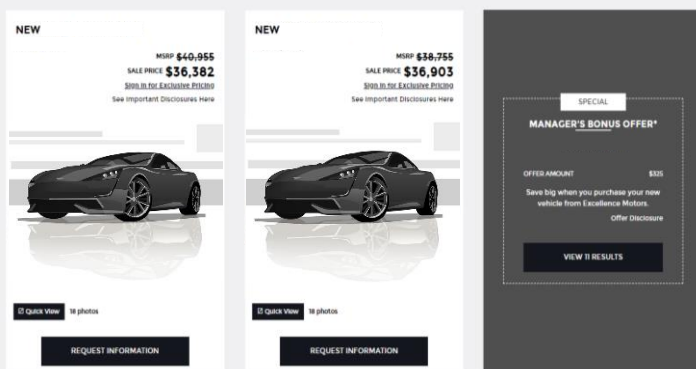 NEW
MSRP $40,955
SALE PRICE $36,382
Sign In for Exclusive Pricing
See Important Disclosures Here
Quick View 18 photos
REQUEST INFORMATION
NEW
MSRP $38,755
SALE PRICE $36,903
Sign In for Exclusive Pricing
See Important Disclosures Here
Quick View 18 photos
REQUEST INFORMATION
SPECIAL
MANAGER'S BONUS OFFER*
OFFER AMOUNT $325
Save big when you purchase your new
vehicle from Excellence Motors.
Offer Disclosure
VIEW 11 RESULTS